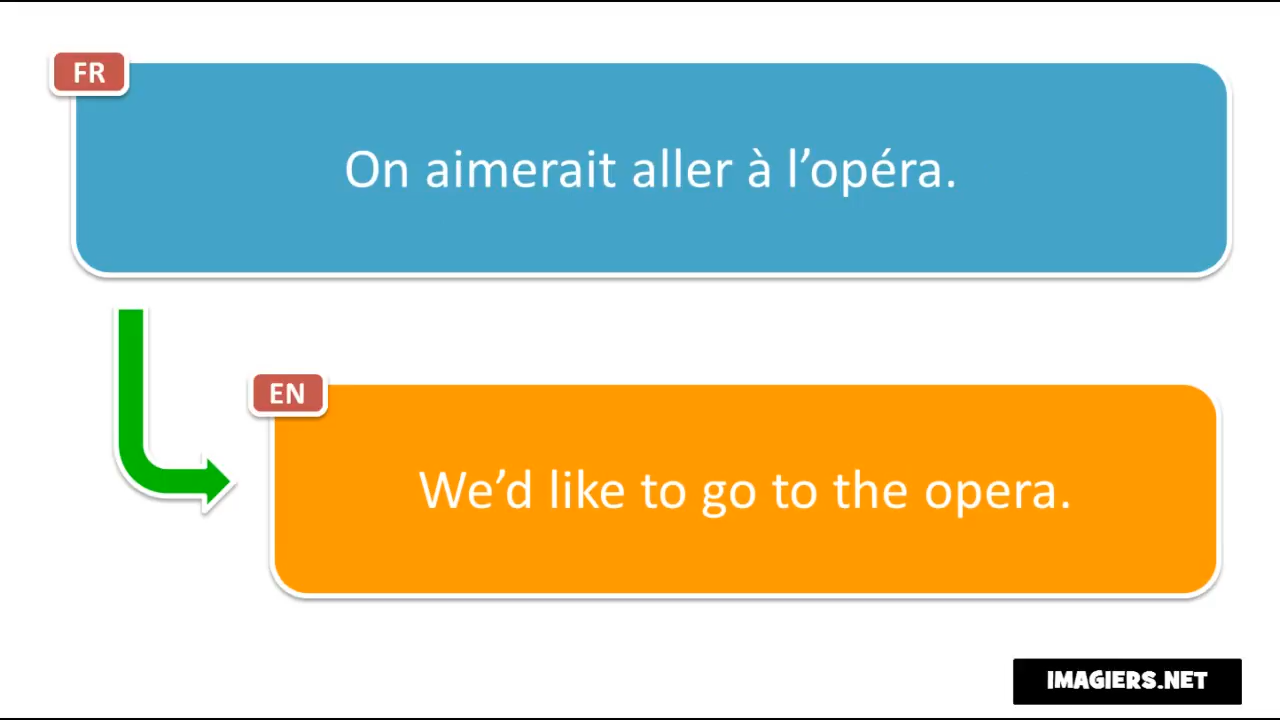 FR
On aimerait aller à l’opéra.
EN
We’d like to go to the opera.
IMAGIERS.NET